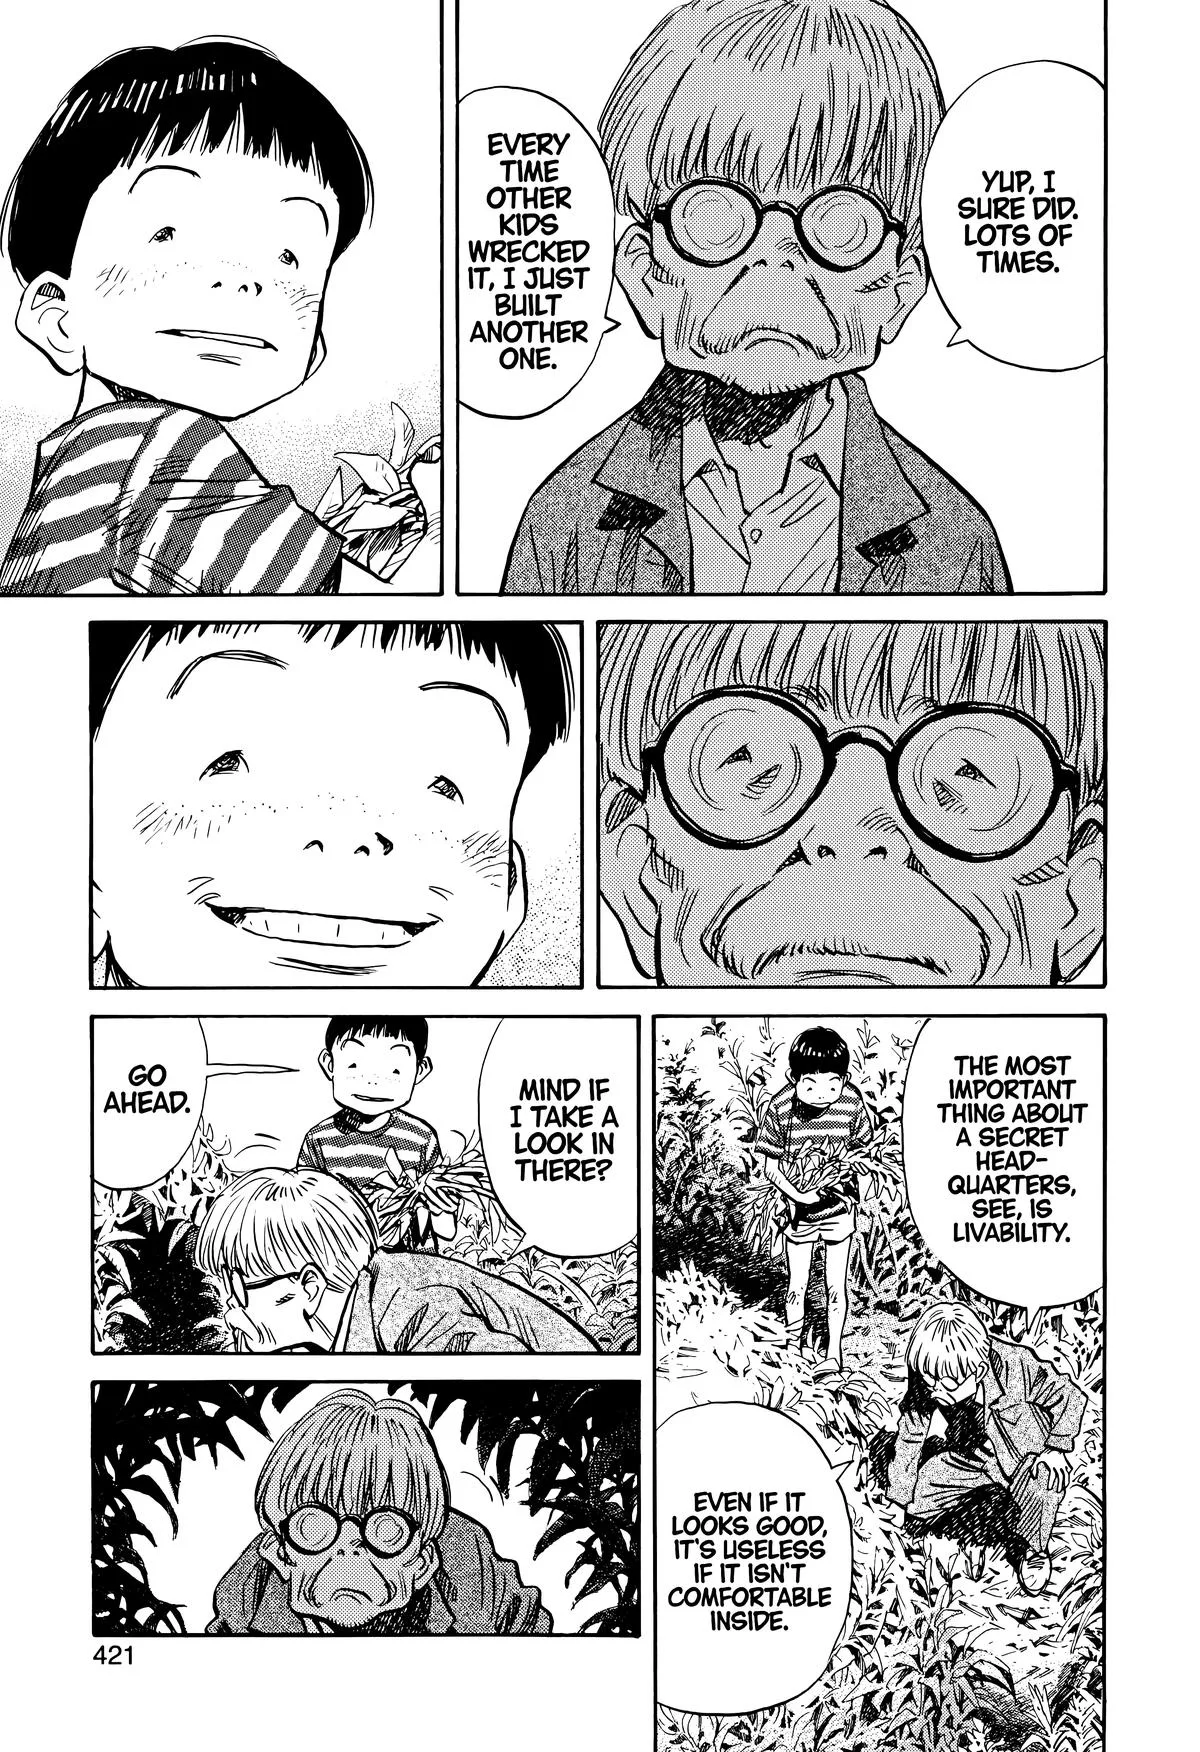 YUP, I
SURE DID.
LOTS OF
TIMES.
EVERY
TIME
OTHER
KIDS
WRECKED
IT, I JUST
BUILT
ANOTHER
ONE.
THE MOST
IMPORTANT
THING ABOUT
A SECRET
HEAD-
QUARTERS,
SEE, IS
LIVABILITY.
EVEN IF IT
LOOKS GOOD,
IT'S USELESS
IF IT ISN'T
COMFORTABLE
INSIDE.
MIND IF
I TAKE A
LOOK IN
THERE?
GO
AHEAD.
421